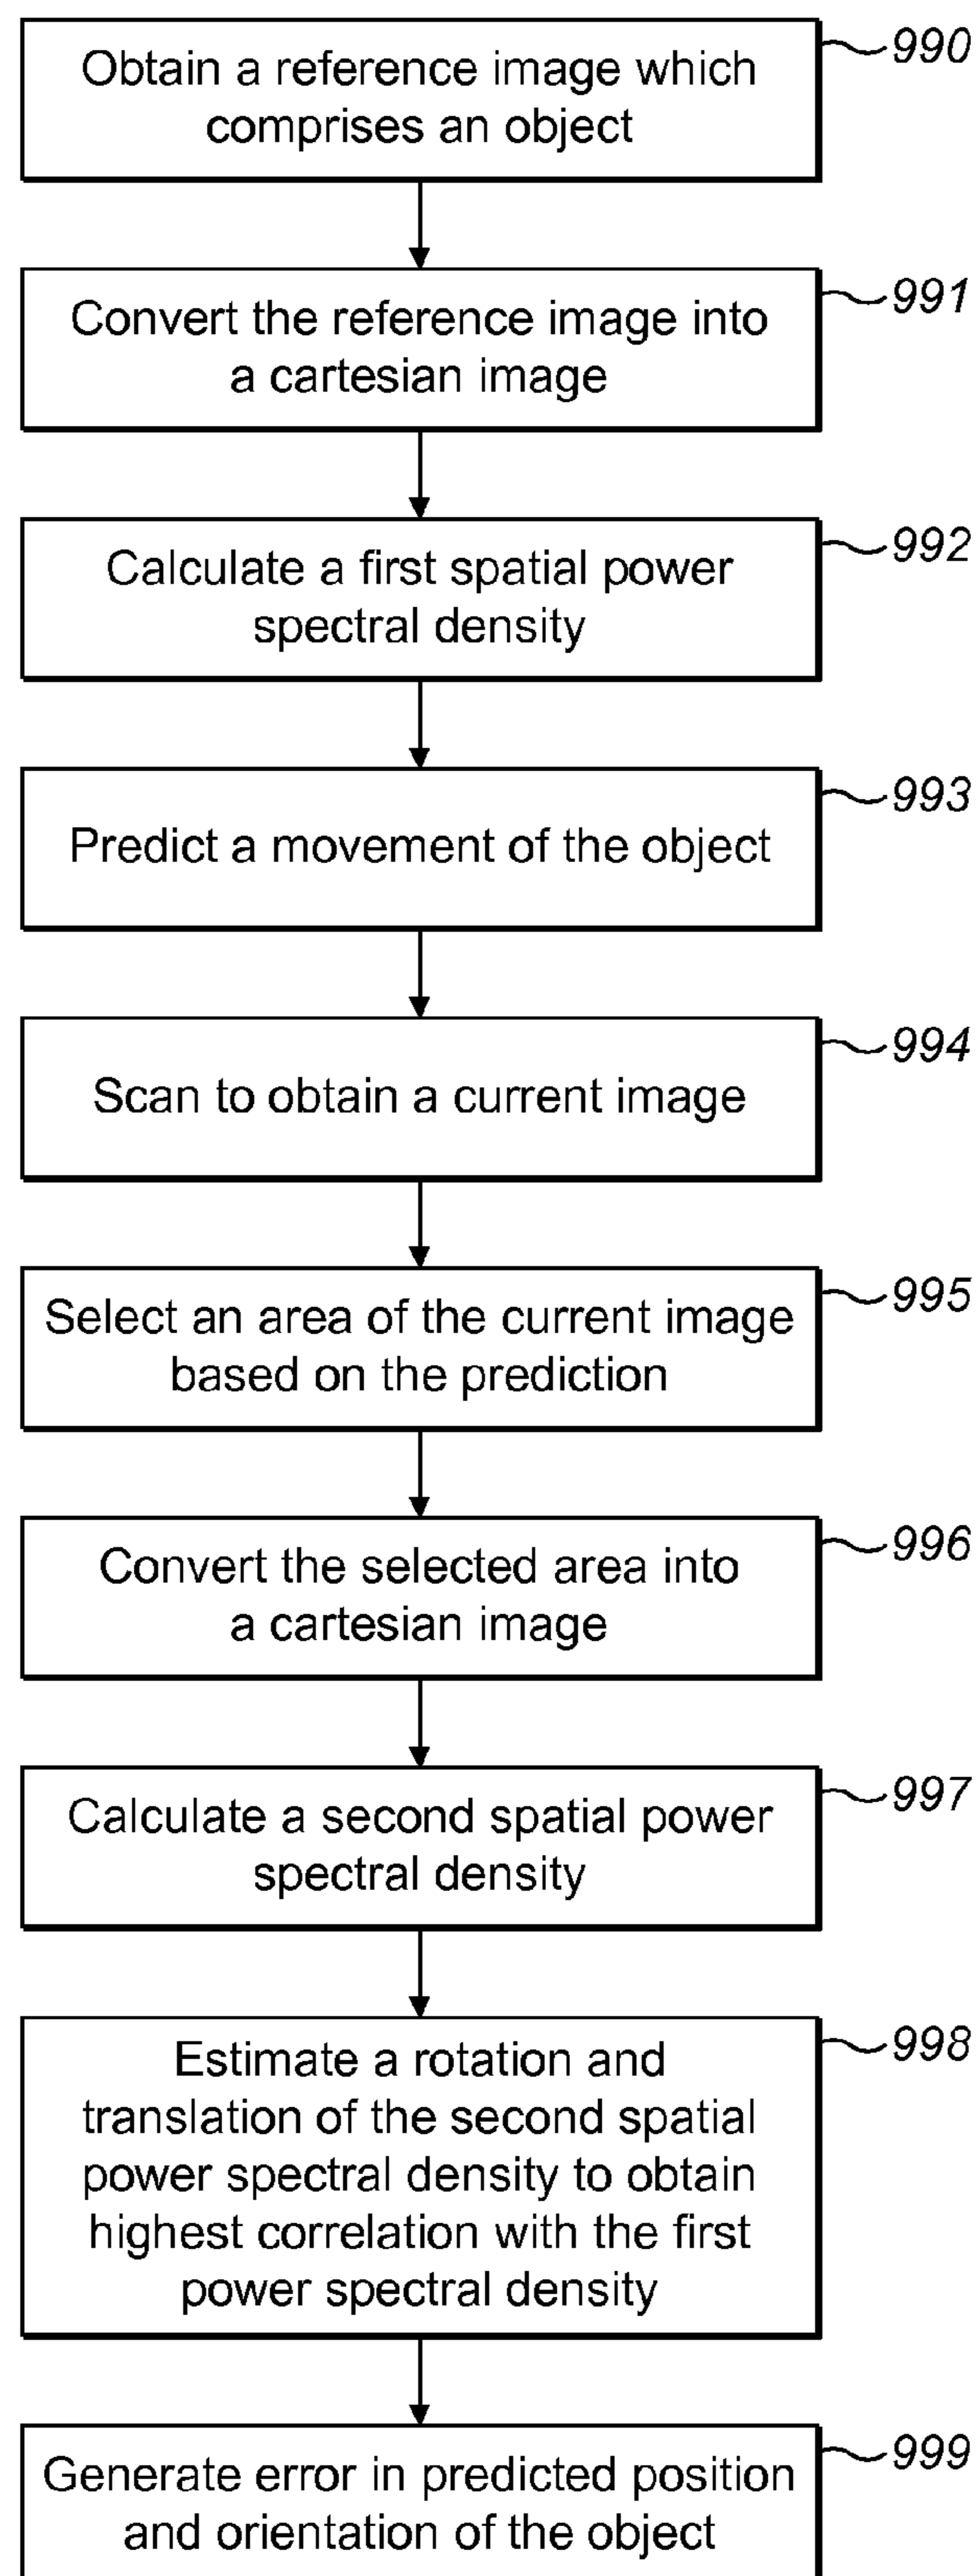 Obtain a reference image which
comprises an object
990
Convert the reference image into
a cartesian image
991
Calculate a first spatial power
spectral density
992
Predict a movement of the object
993
Scan to obtain a current image
994
Select an area of the current image
based on the prediction
995
Convert the selected area into
a cartesian image
996
Calculate a second spatial power
spectral density
997
Estimate a rotation and
translation of the second spatial
power spectral density to obtain
highest correlation with the first
power spectral density
998
Generate error in predicted position
and orientation of the object
999